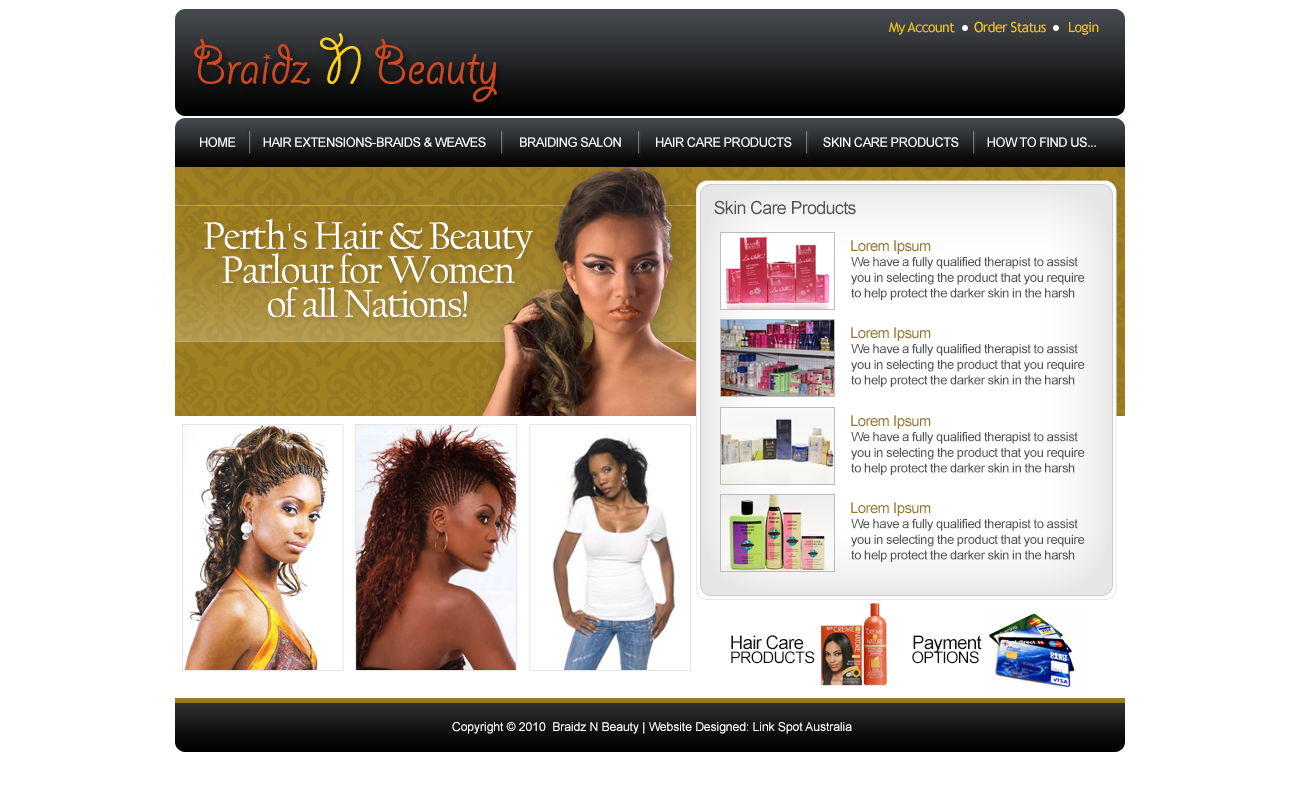 My Account • Order Status • Login
Braidz N Beauty
HOME | HAIR EXTENSIONS-BRAIDS & WEAVES | BRAIDING SALON | HAIR CARE PRODUCTS | SKIN CARE PRODUCTS | HOW TO FIND US...
Perth's Hair & Beauty
Parlour for Women
of all Nations!
Skin Care Products
Lorem Ipsum
We have a fully qualified therapist to assist
you in selecting the product that you require
to help protect the darker skin in the harsh
Lorem Ipsum
We have a fully qualified therapist to assist
you in selecting the product that you require
to help protect the darker skin in the harsh
Lorem Ipsum
We have a fully qualified therapist to assist
you in selecting the product that you require
to help protect the darker skin in the harsh
Lorem Ipsum
We have a fully qualified therapist to assist
you in selecting the product that you require
to help protect the darker skin in the harsh
Hair Care
PRODUCTS
CREME
NATURE
Payment
OPTIONS
VISA
Copyright © 2010 Braidz N Beauty | Website Designed: Link Spot Australia